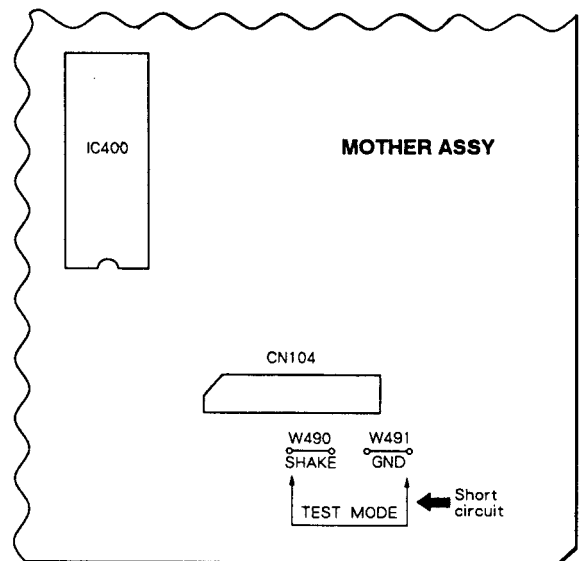 IC400
MOTHER ASSY
CN104
W490
SHAKE
W491
GND
TEST MODE
Short
circuit